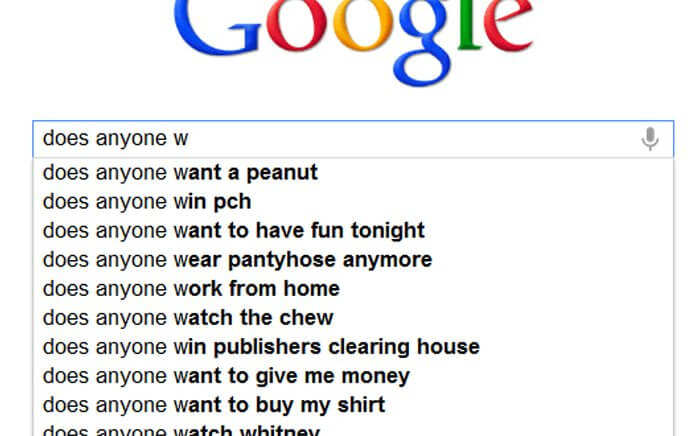 Google
does anyone w
does anyone want a peanut
does anyone win pch
does anyone want to have fun tonight
does anyone wear pantyhose anymore
does anyone work from home
does anyone watch the chew
does anyone win publishers clearing house
does anyone want to give me money
does anyone want to buy my shirt
does anyone watch whitney